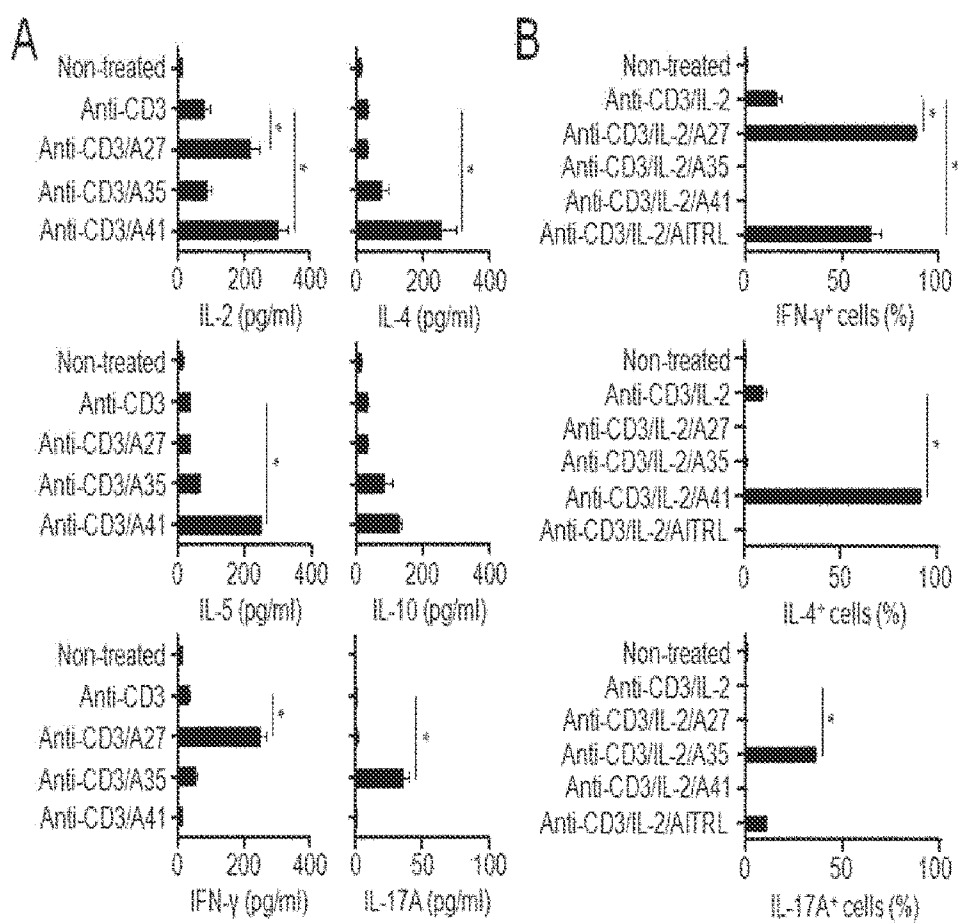 A
Non-treated
Anti-CD3
Anti-CD3/A27
Anti-CD3/A35
Anti-CD3/A41
0 200 400
IL-2 (pg/ml)
*
*
0 200 400
IL-4 (pg/ml)
*
Non-treated
Anti-CD3
Anti-CD3/A27
Anti-CD3/A35
Anti-CD3/A41
0 200 400
IL-5 (pg/ml)
*
0 200 400
IL-10 (pg/ml)
Non-treated
Anti-CD3
Anti-CD3/A27
Anti-CD3/A35
Anti-CD3/A41
0 200 400
IFN-γ (pg/ml)
*
0 50 100
IL-17A (pg/ml)
*
B
Non-treated
Anti-CD3/IL-2
Anti-CD3/IL-2/A27
Anti-CD3/IL-2/A35
Anti-CD3/IL-2/A41
Anti-CD3/IL-2/AITRL
0 50 100
IFN-γ⁺ cells (%)
*
*
Non-treated
Anti-CD3/IL-2
Anti-CD3/IL-2/A27
Anti-CD3/IL-2/A35
Anti-CD3/IL-2/A41
Anti-CD3/IL-2/AITRL
0 50 100
IL-4⁺ cells (%)
*
Non-treated
Anti-CD3/IL-2
Anti-CD3/IL-2/A27
Anti-CD3/IL-2/A35
Anti-CD3/IL-2/A41
Anti-CD3/IL-2/AITRL
0 50 100
IL-17A⁺ cells (%)
*